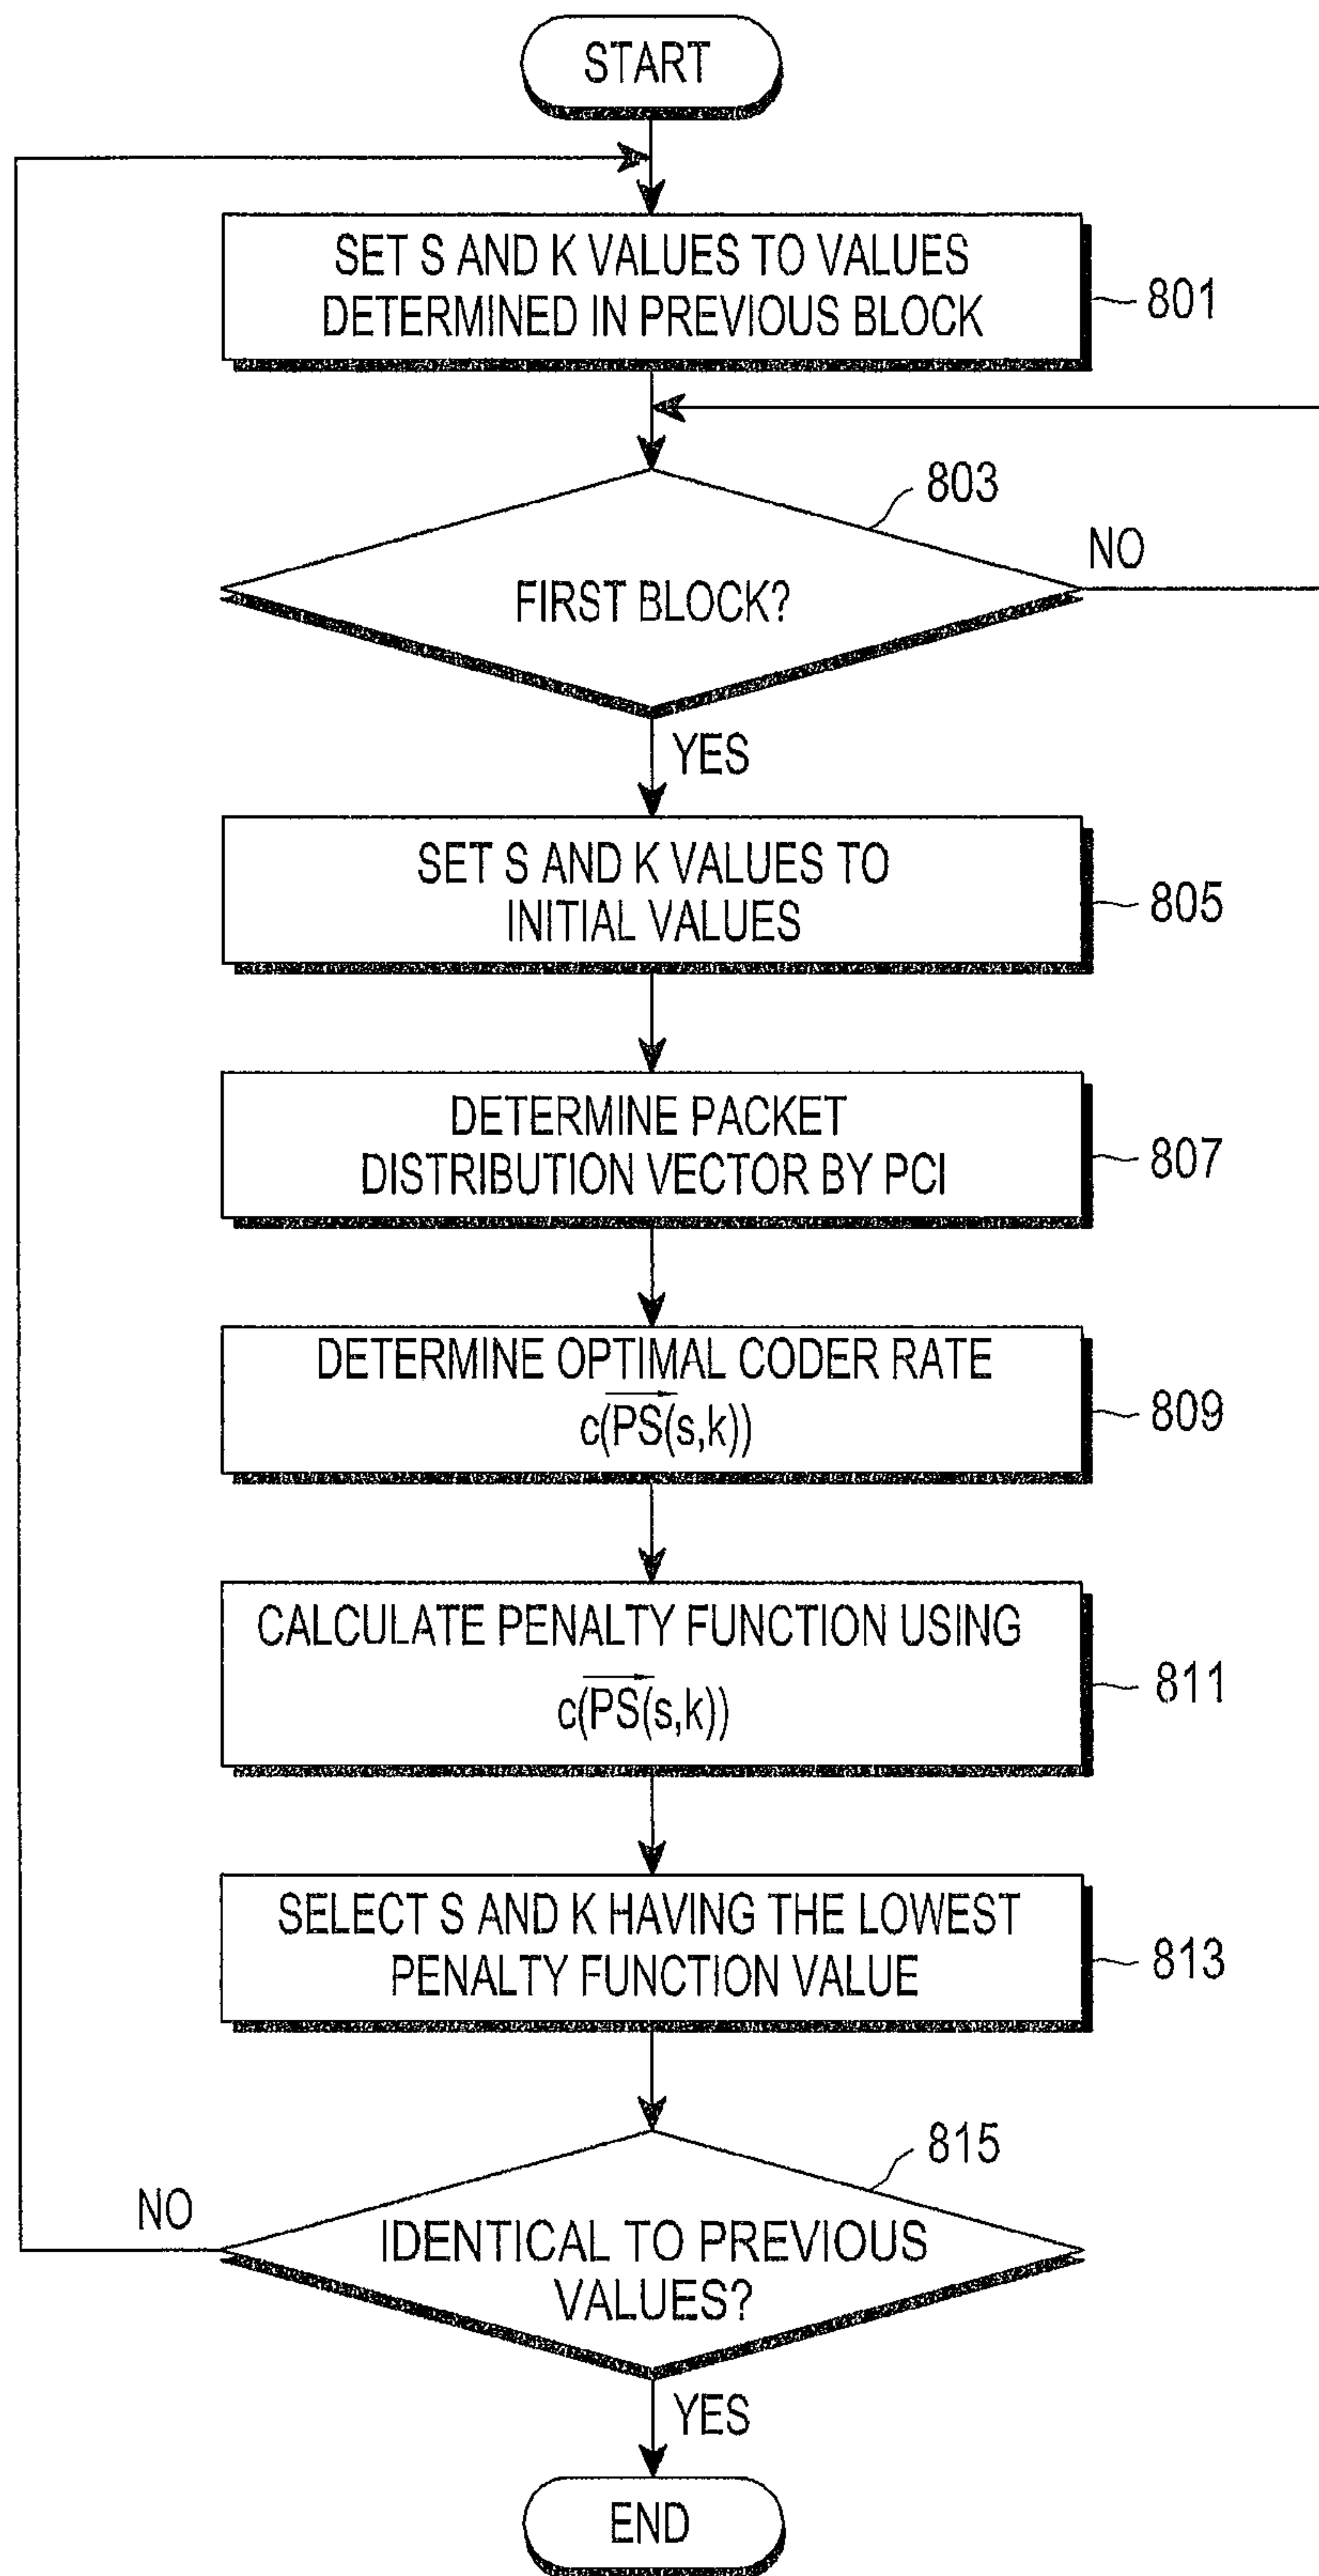 START
SET S AND K VALUES TO VALUES
DETERMINED IN PREVIOUS BLOCK
801
803
NO
FIRST BLOCK?
YES
SET S AND K VALUES TO
INITIAL VALUES
805
DETERMINE PACKET
DISTRIBUTION VECTOR BY PCI
807
DETERMINE OPTIMAL CODER RATE
c(PS(s,k))
809
CALCULATE PENALTY FUNCTION USING
c(PS(s,k))
811
SELECT S AND K HAVING THE LOWEST
PENALTY FUNCTION VALUE
813
815
NO
IDENTICAL TO PREVIOUS
VALUES?
YES
END